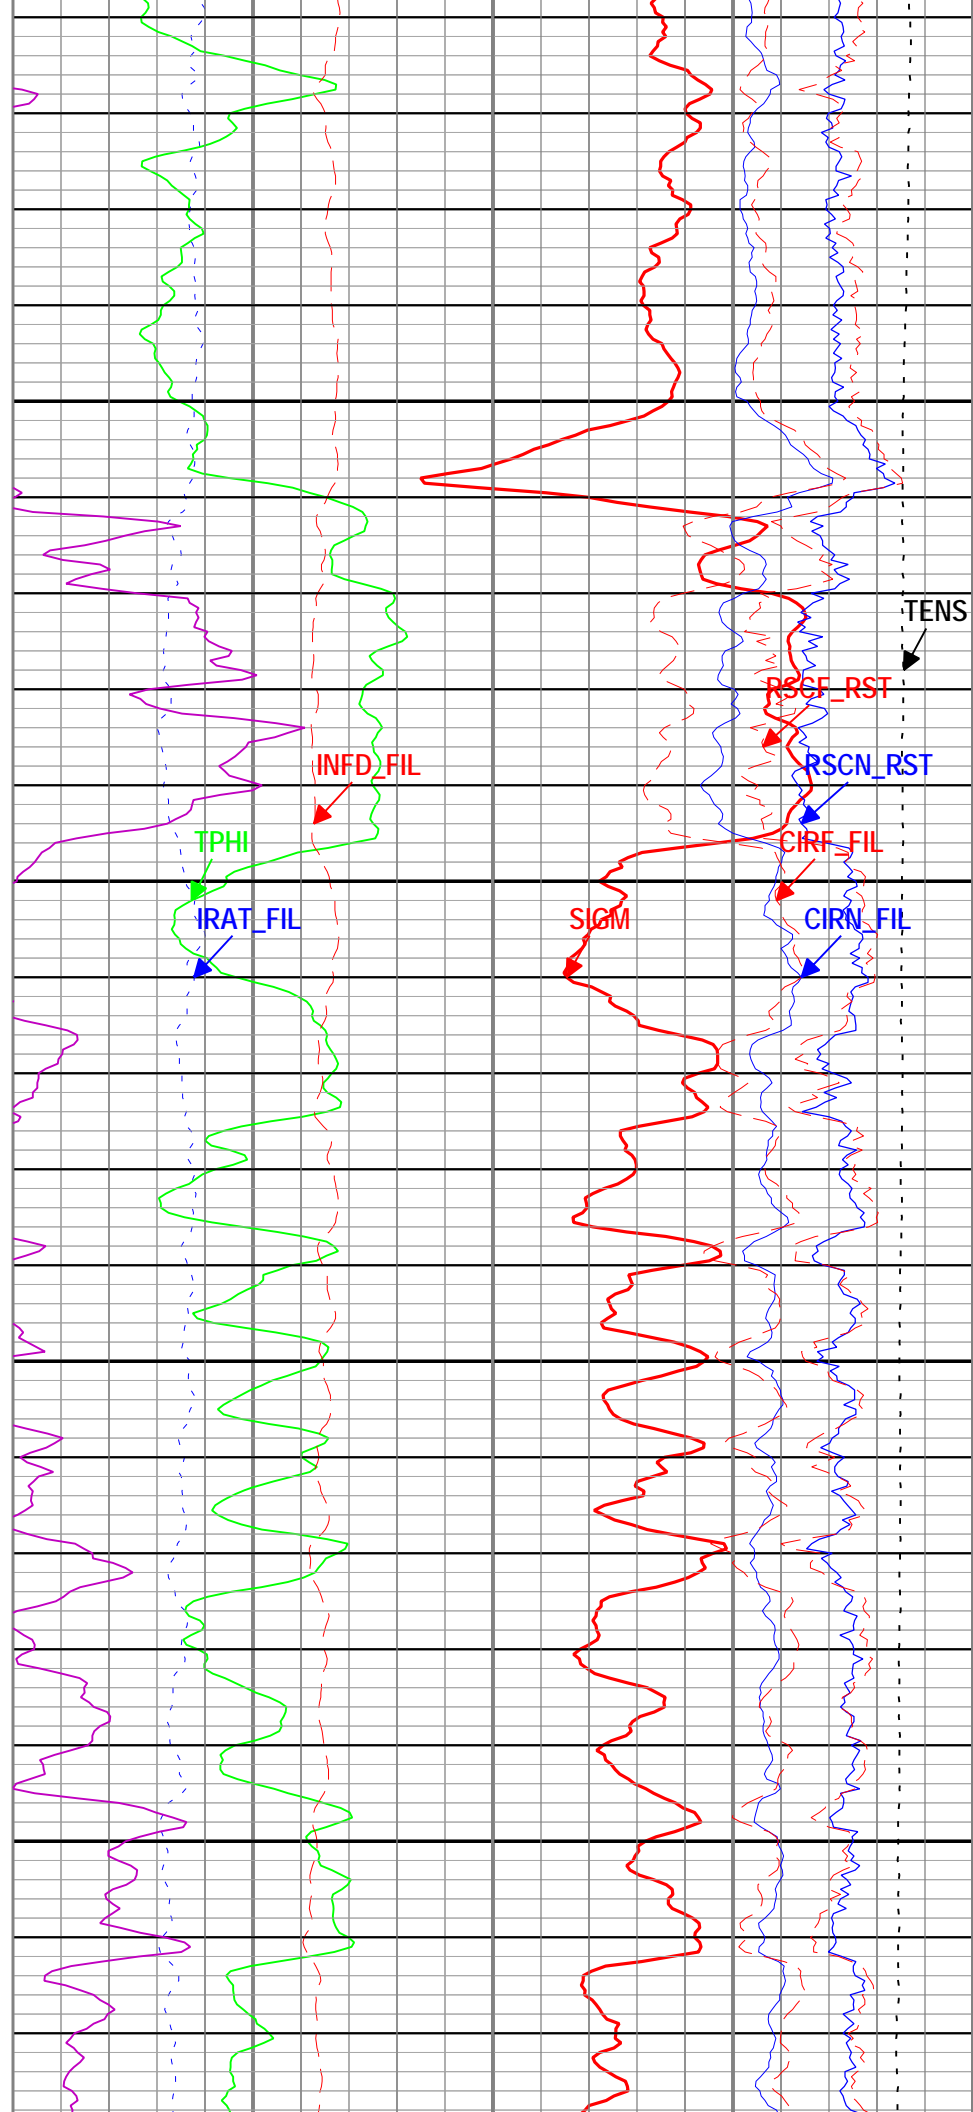 TENS
RSCF_RST
INFD_FIL
RSCN_RST
TPHI
CIRF_FIL
IRAT_FIL
SIGM
CIRN_FIL